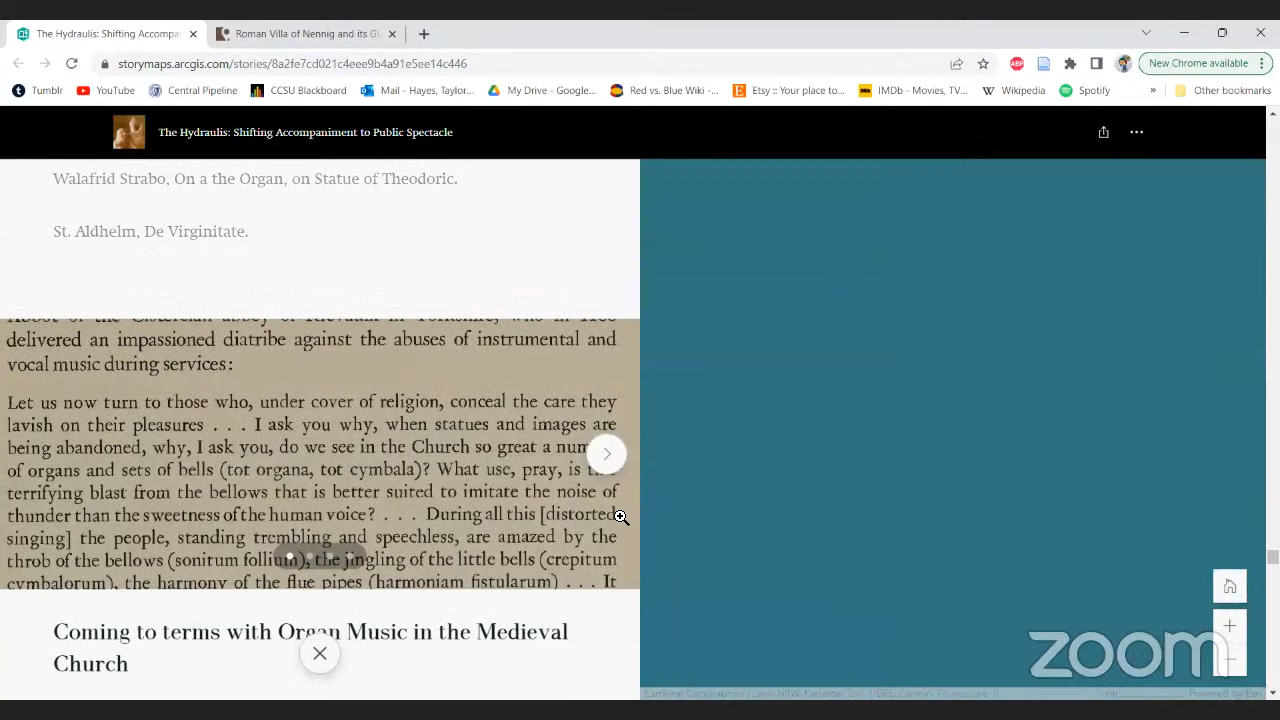 The Hydraulis: Shifting Accompa
Roman Villa of Nennig and its Gl
storymaps.arcgis.com/stories/8a2fe7cd021c4eee9b4a91e5ae14c446
ABP
New Chrome available
Tumblr
YouTube
Central Pipeline
CCSU Blackboard
Mail - Hayes, Taylor...
My Drive - Google...
Red vs. Blue Wiki -...
Etsy :: Your place to...
IMDb - Movies, TV...
Wikipedia
Spotify
Other bookmarks
The Hydraulis: Shifting Accompaniment to Public Spectacle
Walafrid Strabo, On a the Organ, on Statue of Theodoric.
St. Aldhelm, De Virginitate.
delivered an impassioned diatribe against the abuses of instrumental and
vocal music during services:
Let us now turn to those who, under cover of religion, conceal the care they
lavish on their pleasures . . . I ask you why, when statues and images are
being abandoned, why, I ask you, do we see in the Church so great a num
of organs and sets of bells (tot organa, tot cymbala)? What use, pray, is
terrifying blast from the bellows that is better suited to imitate the noise of
thunder than the sweetness of the human voice? . . . During all this [distorted
singing] the people, standing trembling and speechless, are amazed by the
throb of the bellows (sonitum follium), the jingling of the little bells (crepitum
cymbalorum), the harmony of the flue pipes (harmoniam fistularum) . . . It
Coming to terms with Organ Music in the Medieval
Church
zoom
Powered by Esri